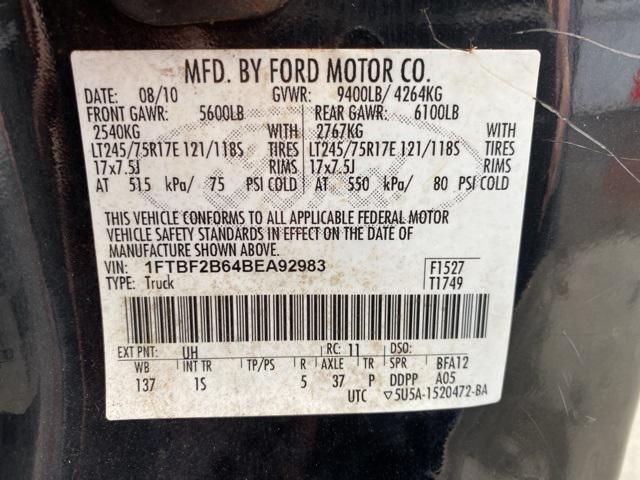 MFD. BY FORD MOTOR CO.
DATE: 08/10 GVWR: 9400LB/ 4264KG
FRONT GAWR: 5600LB REAR GAWR: 6100LB
2540KG WITH 2767KG WITH
LT245/75R17E 121/118S TIRES LT245/75R17E 121/118S TIRES
17x7.5J RIMS 17x7.5J RIMS
AT 515 kPa/ 75 PSI COLD AT 550 kPa/ 80 PSI COLD
THIS VEHICLE CONFORMS TO ALL APPLICABLE FEDERAL MOTOR
VEHICLE SAFETY STANDARDS IN EFFECT ON THE DATE OF
MANUFACTURE SHOWN ABOVE.
VIN: 1FTBF2B64BEA92983 F1527
TYPE: Truck T1749
EXT PNT: UH RC: 11 DSO:
WB INT TR TP/PS R AXLE TR SPR BFA12
137 1S 5 37 P DDPP A05
UTC ▽5U5A-1520472-BA